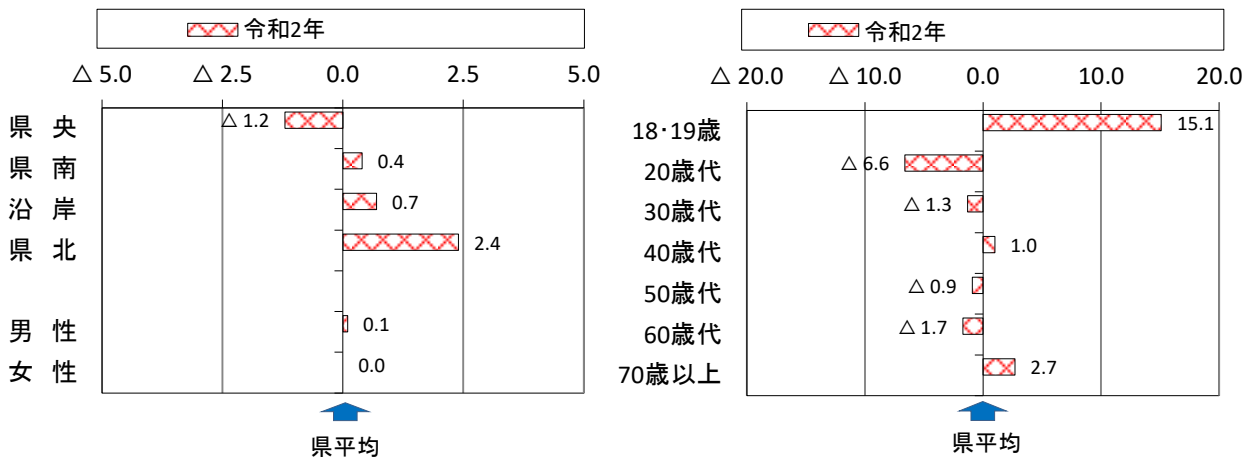 令和2年
△ 5.0 △ 2.5 0.0 2.5 5.0
県 央 △ 1.2
県 南 0.4
沿 岸 0.7
県 北 2.4
男 性 0.1
女 性 0.0
県平均
令和2年
△ 20.0 △ 10.0 0.0 10.0 20.0
18・19歳 15.1
20歳代 △ 6.6
30歳代 △ 1.3
40歳代 1.0
50歳代 △ 0.9
60歳代 △ 1.7
70歳以上 2.7
県平均